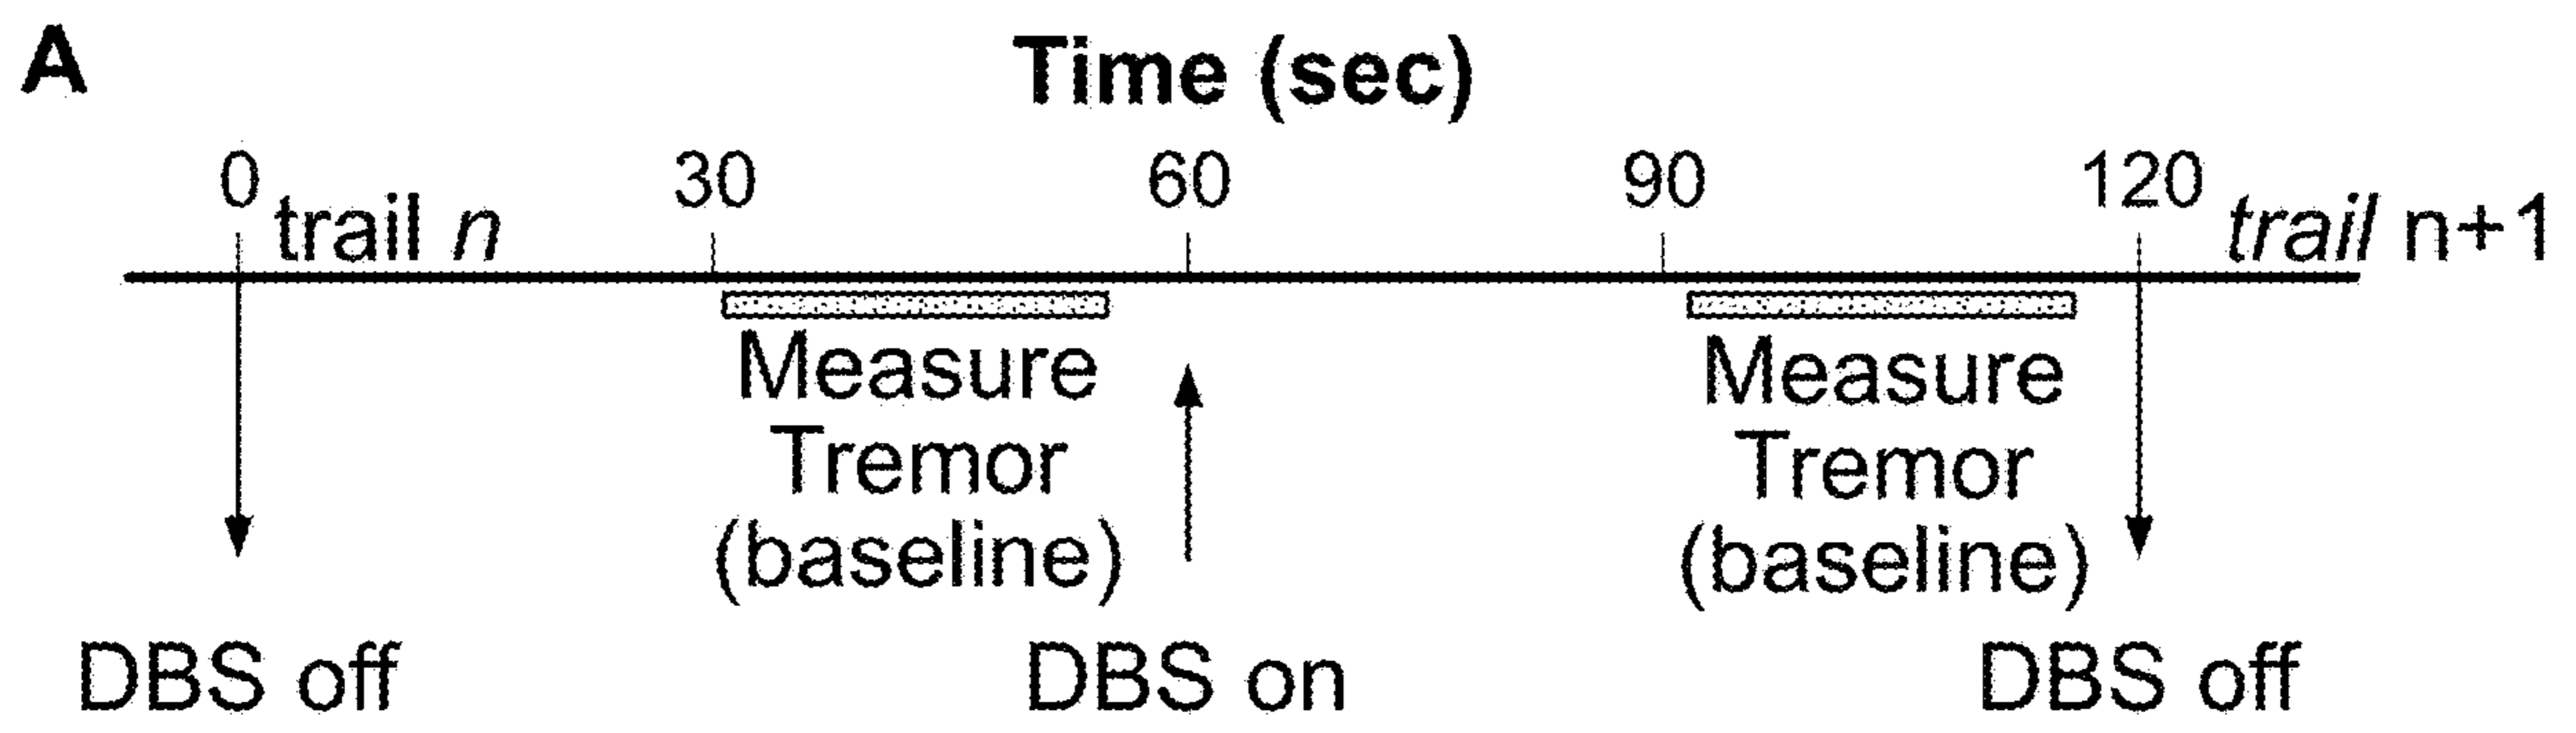 A
Time (sec)
0 30 60 90 120
trail n
trail n+1
Measure
Tremor
(baseline)
Measure
Tremor
(baseline)
DBS off
DBS on
DBS off